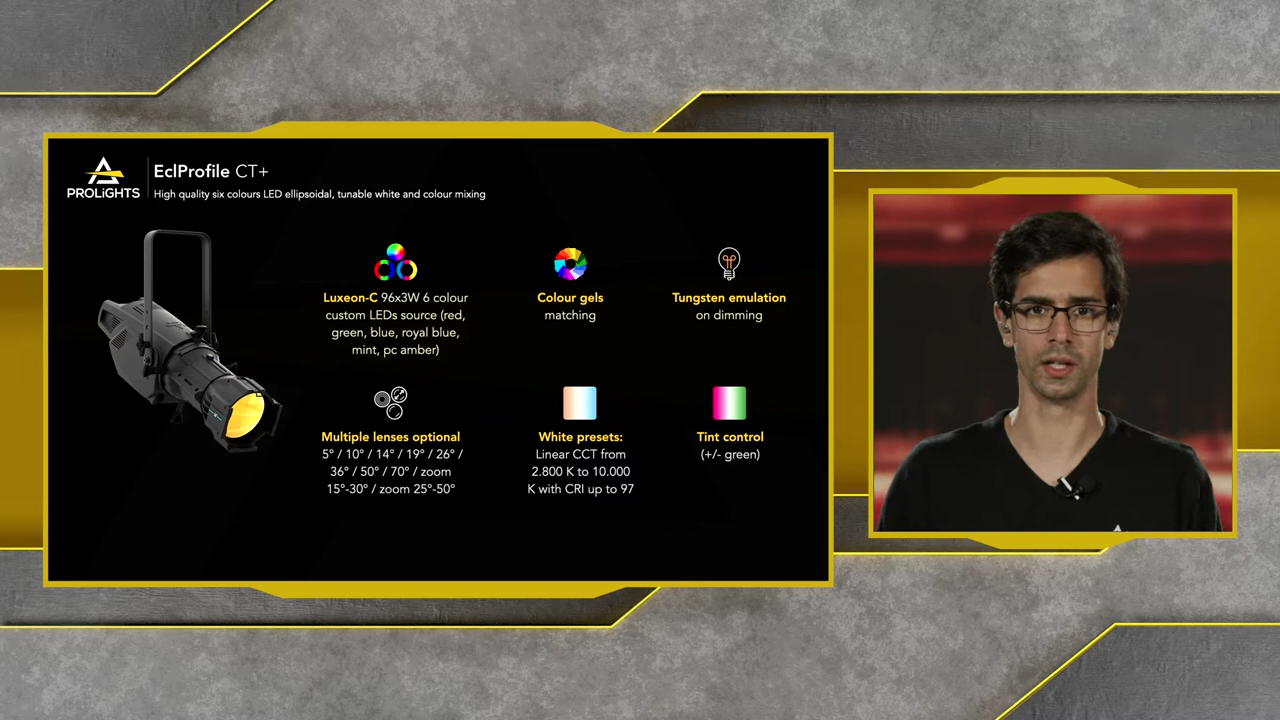 PROLIGHTS
EclProfile CT+
High quality six colours LED ellipsoidal, tunable white and colour mixing
Luxeon-C 96x3W 6 colour
custom LEDs source (red,
green, blue, royal blue,
mint, pc amber)
Colour gels
matching
Tungsten emulation
on dimming
Multiple lenses optional
5° / 10° / 14° / 19° / 26° /
36° / 50° / 70° / zoom
15°-30° / zoom 25°-50°
White presets:
Linear CCT from
2.800 K to 10.000
K with CRI up to 97
Tint control
(+/- green)